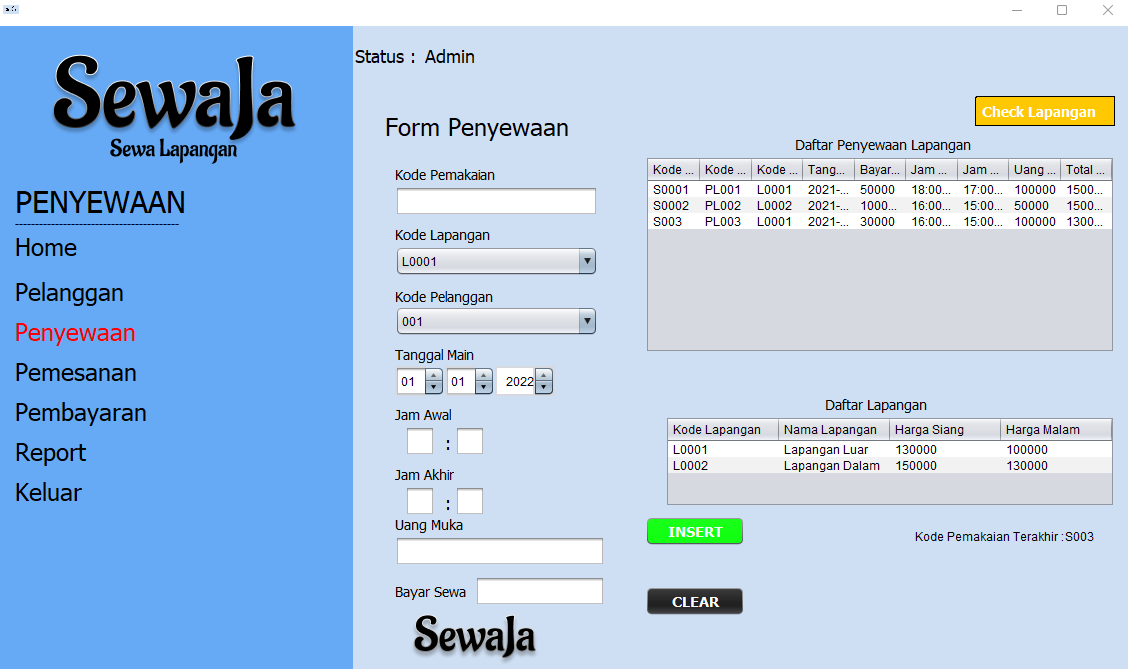 SewaJa
Sewa Lapangan
PENYEWAAN
Home
Pelanggan
Penyewaan
Pemesanan
Pembayaran
Report
Keluar
Status : Admin
Form Penyewaan
Kode Pemakaian
Kode Lapangan
L0001
Kode Pelanggan
001
Tanggal Main
01 01 2022
Jam Awal
:
Jam Akhir
:
Uang Muka
Bayar Sewa
SewaJa
Check Lapangan
Daftar Penyewaan Lapangan
Kode ... Kode ... Kode ... Tang... Bayar... Jam ... Jam ... Uang ... Total ...
S0001 PL001 L0001 2021-... 50000 18:00... 17:00... 100000 1500...
S0002 PL002 L0002 2021-... 1000... 16:00... 15:00... 50000 1500...
S003 PL003 L0001 2021-... 30000 16:00... 15:00... 100000 1300...
Daftar Lapangan
Kode Lapangan Nama Lapangan Harga Siang Harga Malam
L0001 Lapangan Luar 130000 100000
L0002 Lapangan Dalam 150000 130000
INSERT
Kode Pemakaian Terakhir :S003
CLEAR